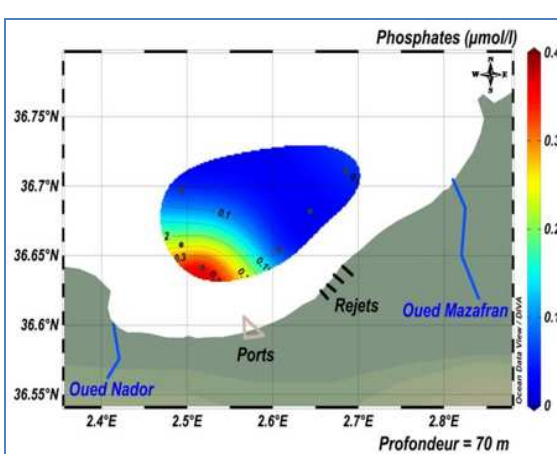 Phosphates (µmol/l)
N
W E
S
36.75°N
36.7°N
36.65°N
36.6°N
36.55°N
0.1
0.3
Rejets
Ports
Oued Mazafran
Oued Nador
2.4°E 2.5°E 2.6°E 2.7°E 2.8°E
Profondeur = 70 m
Ocean Data View / DIVA
0.3
0.2
0.1
0